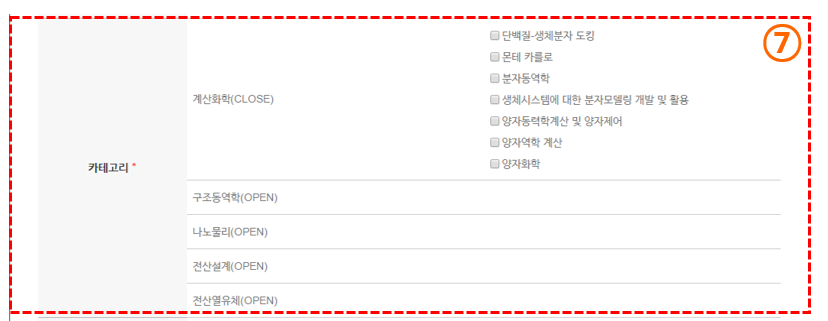 ⑦
단백질-생체분자 도킹
몬테 카를로
분자동역학
계산화학(CLOSE)
생체시스템에 대한 분자모델링 개발 및 활용
양자동력학계산 및 양자제어
양자역학 계산
양자화학
카테고리 *
구조동역학(OPEN)
나노물리(OPEN)
전산설계(OPEN)
전산열유체(OPEN)